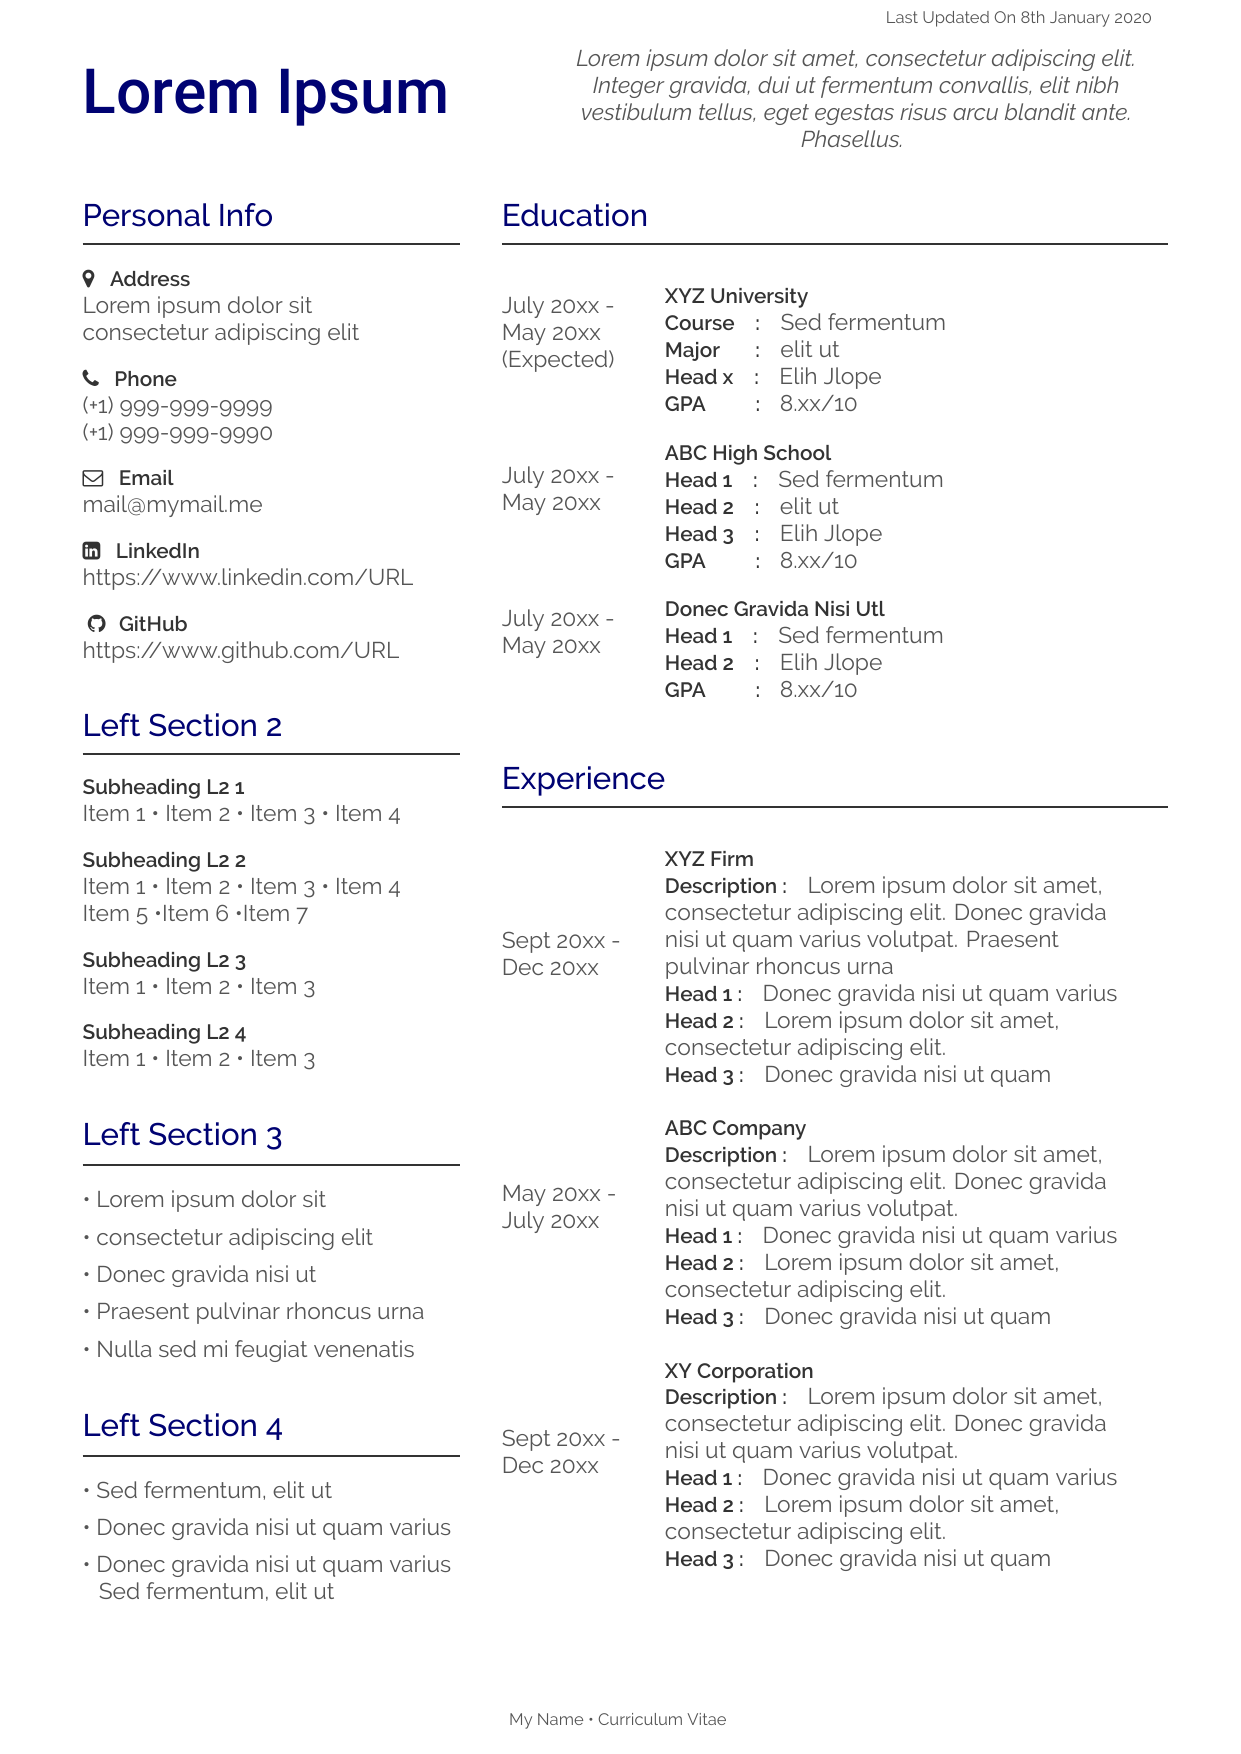 Last Updated On 8th January 2020
Lorem Ipsum
Lorem ipsum dolor sit amet, consectetur adipiscing elit.
Integer gravida, dui ut fermentum convallis, elit nibh
vestibulum tellus, eget egestas risus arcu blandit ante.
Phasellus.
Personal Info
Address
Lorem ipsum dolor sit
consectetur adipiscing elit
Phone
(+1) 999-999-9999
(+1) 999-999-9990
Email
mail@mymail.me
LinkedIn
https://www.linkedin.com/URL
GitHub
https://www.github.com/URL
Left Section 2
Subheading L2 1
Item 1 • Item 2 • Item 3 • Item 4
Subheading L2 2
Item 1 • Item 2 • Item 3 • Item 4
Item 5 •Item 6 •Item 7
Subheading L2 3
Item 1 • Item 2 • Item 3
Subheading L2 4
Item 1 • Item 2 • Item 3
Left Section 3
• Lorem ipsum dolor sit
• consectetur adipiscing elit
• Donec gravida nisi ut
• Praesent pulvinar rhoncus urna
• Nulla sed mi feugiat venenatis
Left Section 4
• Sed fermentum, elit ut
• Donec gravida nisi ut quam varius
• Donec gravida nisi ut quam varius
Sed fermentum, elit ut
Education
July 20xx -
May 20xx
(Expected)
XYZ University
Course : Sed fermentum
Major : elit ut
Head x : Elih Jlope
GPA : 8.xx/10
July 20xx -
May 20xx
ABC High School
Head 1 : Sed fermentum
Head 2 : elit ut
Head 3 : Elih Jlope
GPA : 8.xx/10
July 20xx -
May 20xx
Donec Gravida Nisi Utl
Head 1 : Sed fermentum
Head 2 : Elih Jlope
GPA : 8.xx/10
Experience
Sept 20xx -
Dec 20xx
XYZ Firm
Description : Lorem ipsum dolor sit amet,
consectetur adipiscing elit. Donec gravida
nisi ut quam varius volutpat. Praesent
pulvinar rhoncus urna
Head 1 : Donec gravida nisi ut quam varius
Head 2 : Lorem ipsum dolor sit amet,
consectetur adipiscing elit.
Head 3 : Donec gravida nisi ut quam
May 20xx -
July 20xx
ABC Company
Description : Lorem ipsum dolor sit amet,
consectetur adipiscing elit. Donec gravida
nisi ut quam varius volutpat.
Head 1 : Donec gravida nisi ut quam varius
Head 2 : Lorem ipsum dolor sit amet,
consectetur adipiscing elit.
Head 3 : Donec gravida nisi ut quam
Sept 20xx -
Dec 20xx
XY Corporation
Description : Lorem ipsum dolor sit amet,
consectetur adipiscing elit. Donec gravida
nisi ut quam varius volutpat.
Head 1 : Donec gravida nisi ut quam varius
Head 2 : Lorem ipsum dolor sit amet,
consectetur adipiscing elit.
Head 3 : Donec gravida nisi ut quam
My Name • Curriculum Vitae